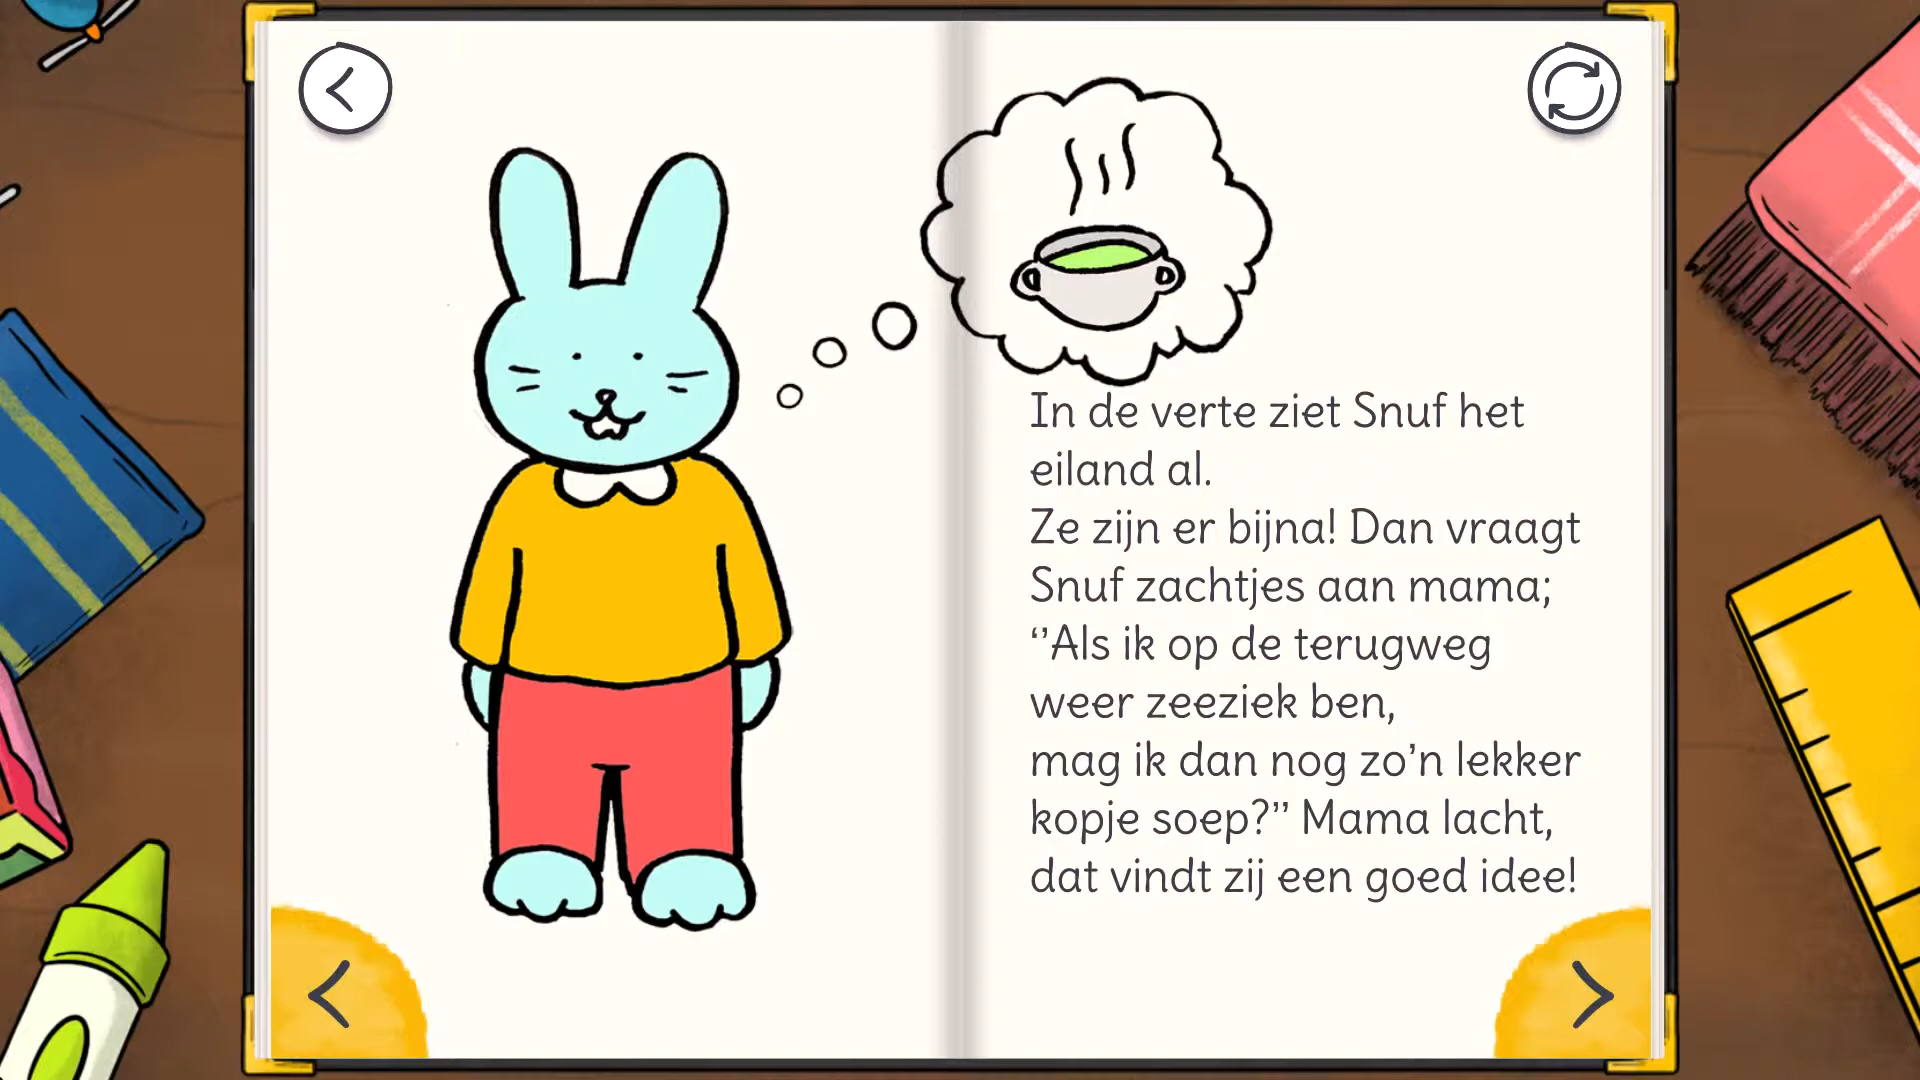 In de verte ziet Snuf het
eiland al.
Ze zijn er bijna! Dan vraagt
Snuf zachtjes aan mama;
‘’Als ik op de terugweg
weer zeeziek ben,
mag ik dan nog zo’n lekker
kopje soep?’’ Mama lacht,
dat vindt zij een goed idee!